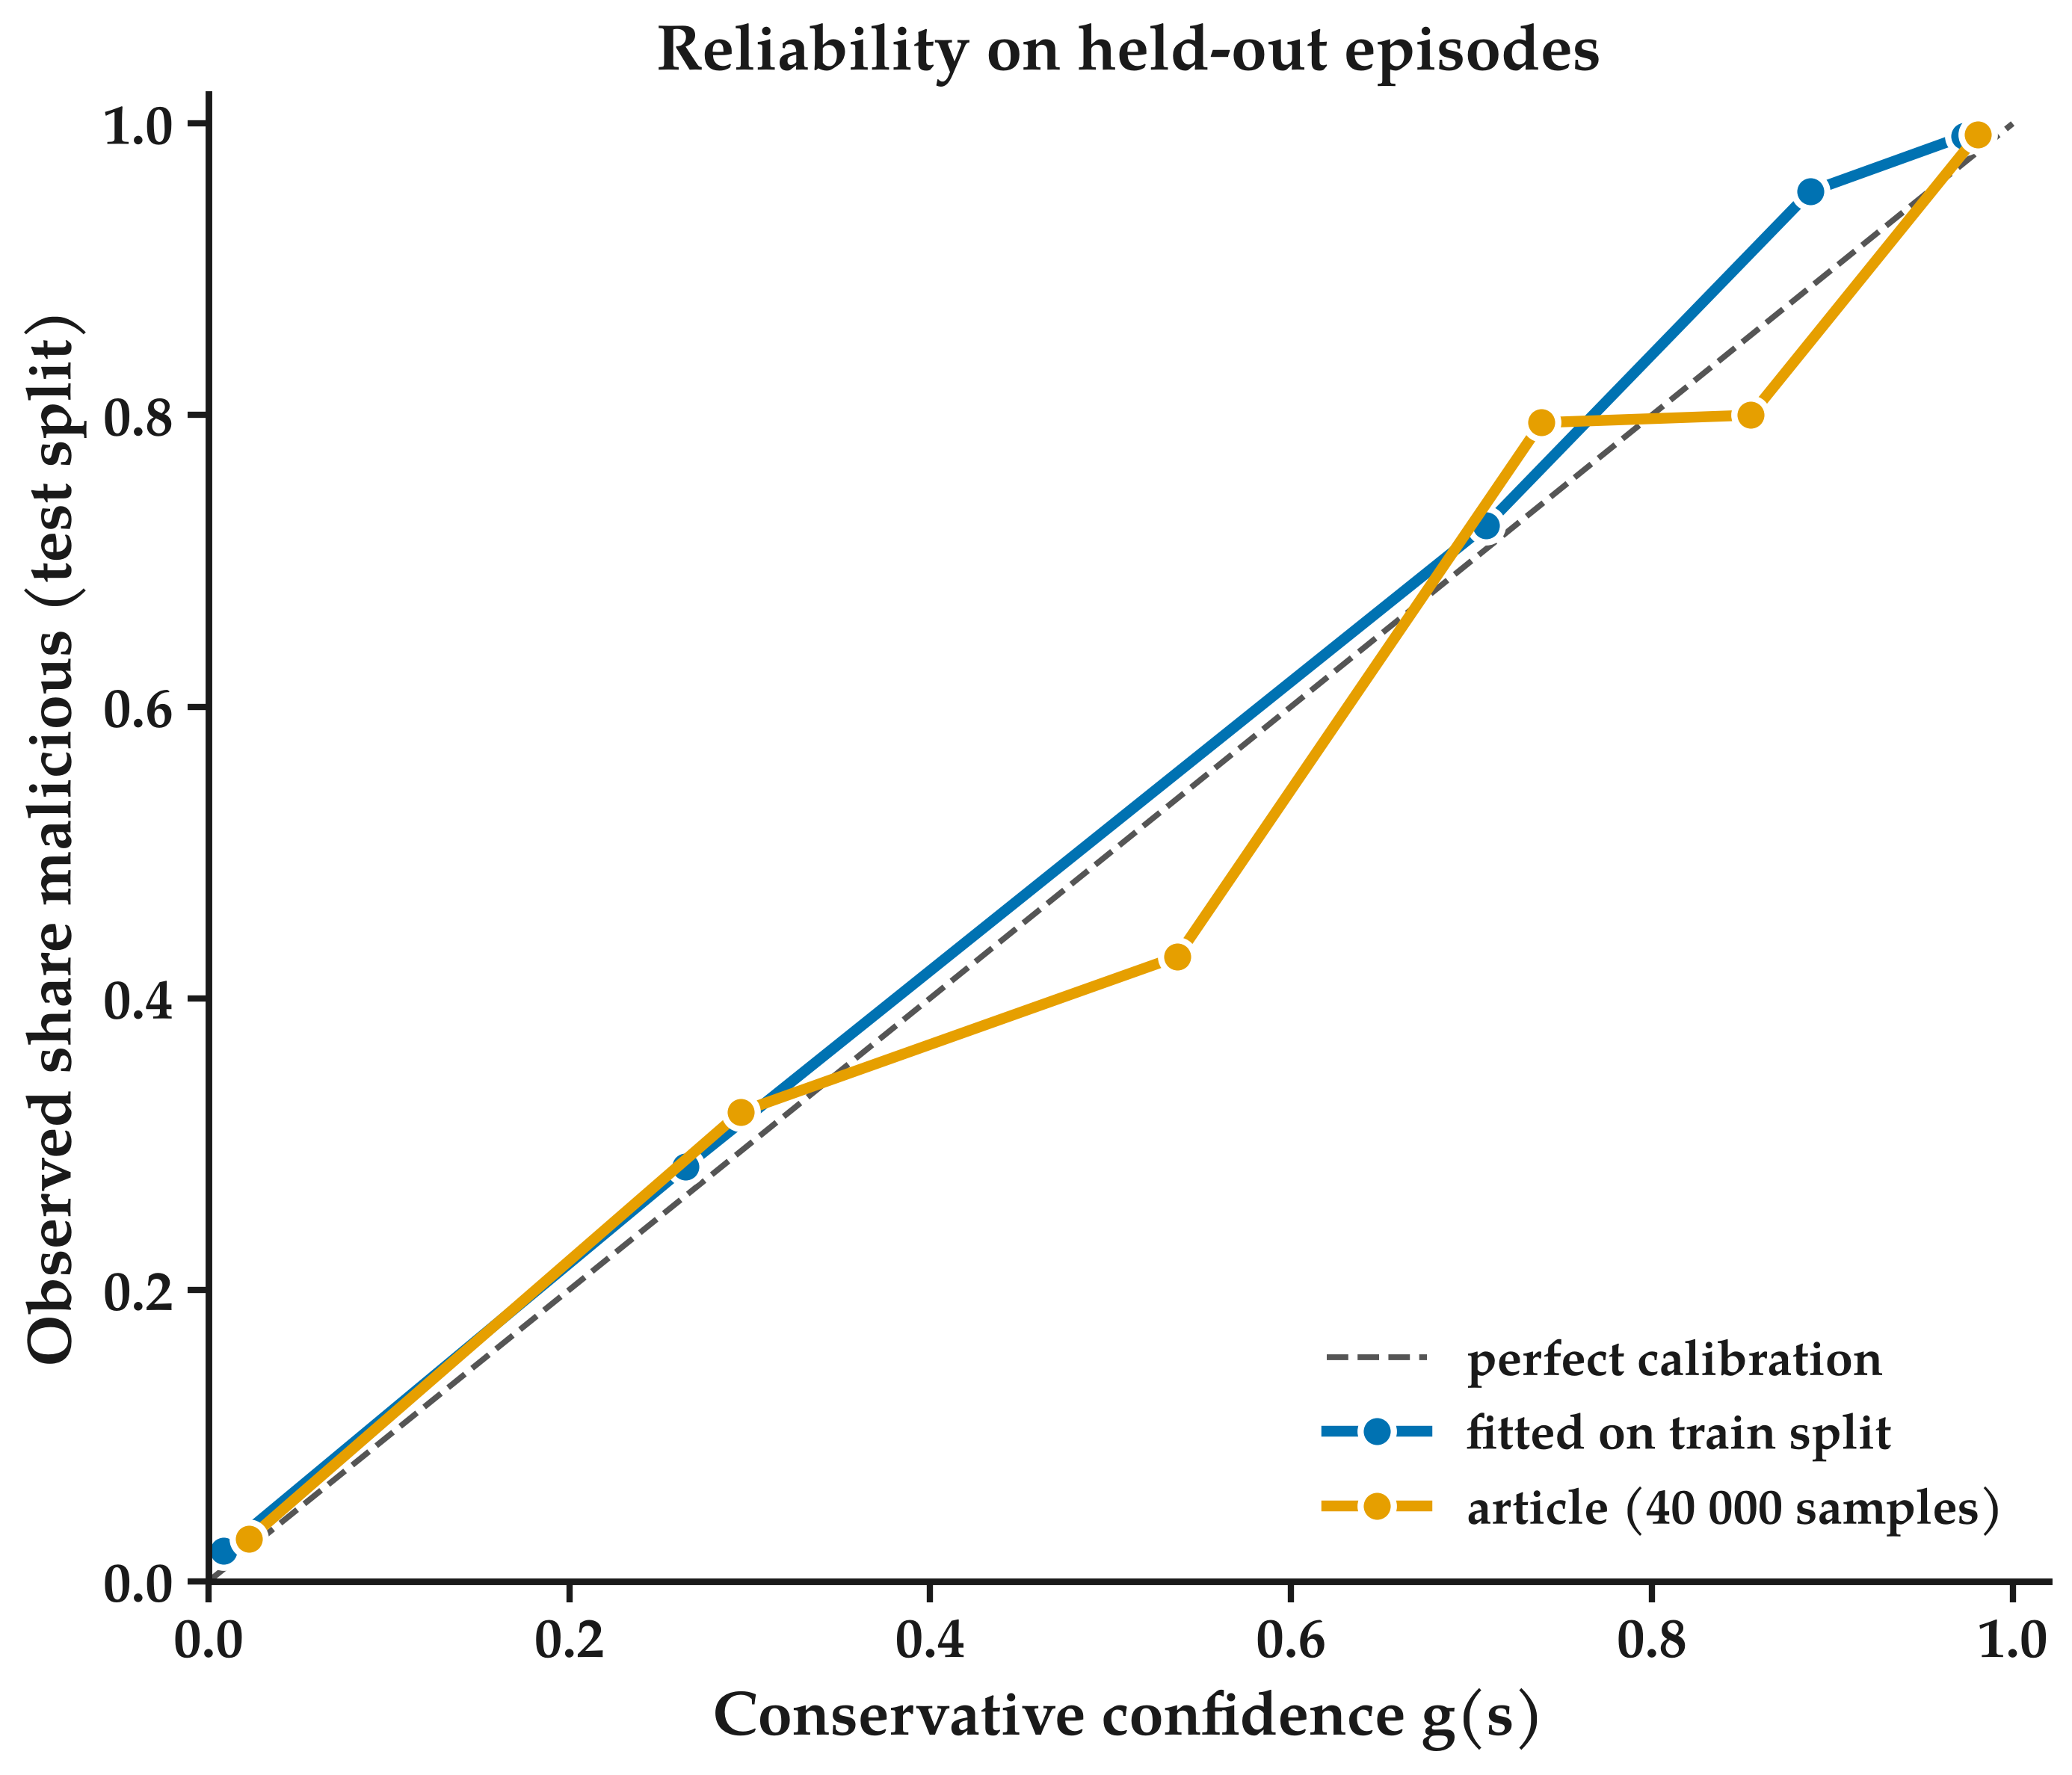 Reliability on held-out episodes
Observed share malicious (test split)
1.0
0.8
0.6
0.4
0.2
0.0
0.0 0.2 0.4 0.6 0.8 1.0
Conservative confidence g(s)
perfect calibration
fitted on train split
article (40 000 samples)